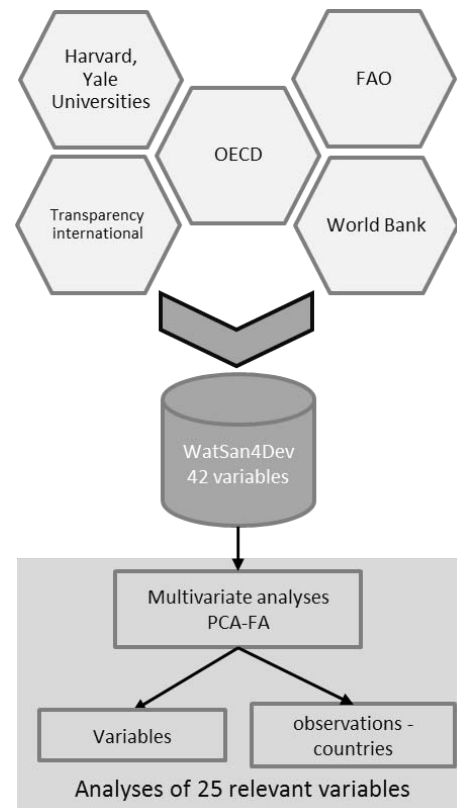 Harvard,
Yale
Universities
FAO
OECD
Transparency
international
World Bank
WatSan4Dev
42 variables
Multivariate analyses
PCA-FA
Variables
observations -
countries
Analyses of 25 relevant variables